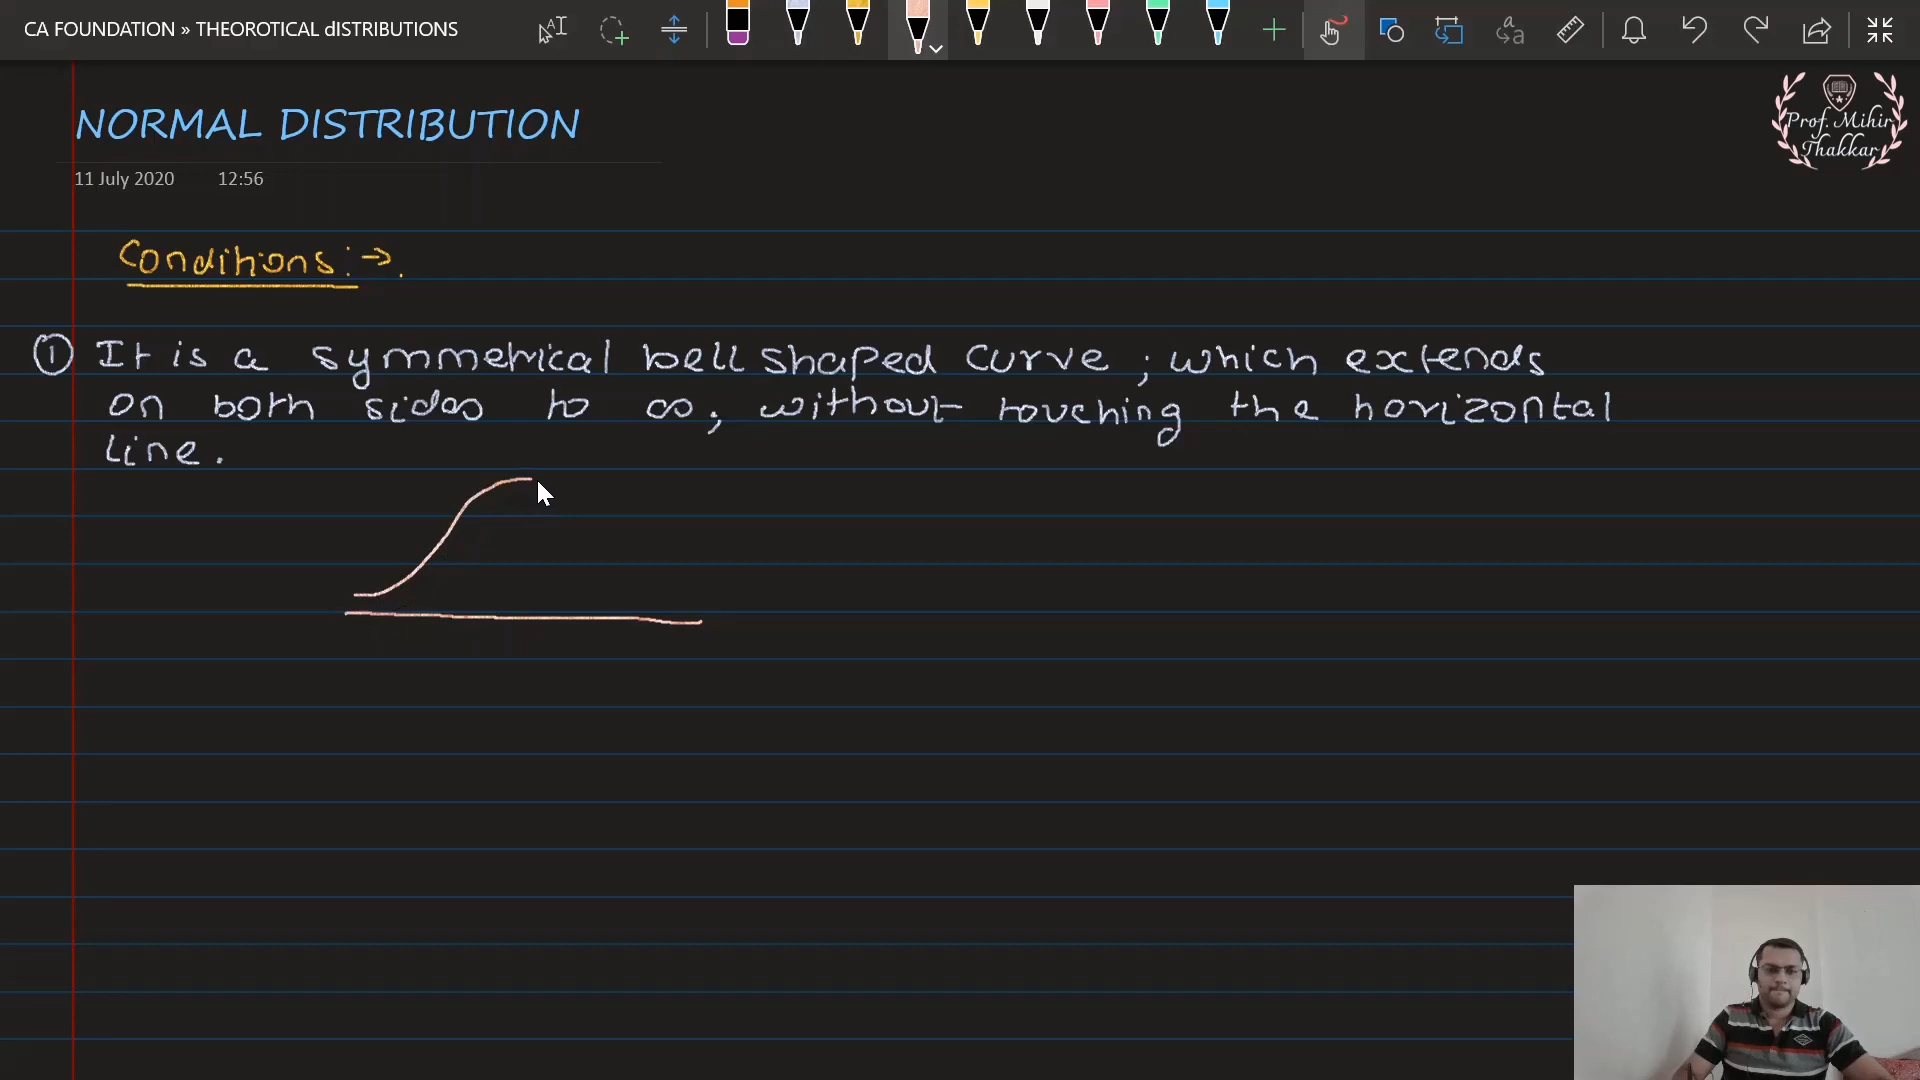 CA FOUNDATION » THEOROTICAL dISTRIBUTIONS
NORMAL DISTRIBUTION
Prof. Mihir
Thakkar
11 July 2020 12:56
Conditions :→.
① It is a symmetrical bell shaped curve ; which extends
on both sides to ∞, without touching the horizontal
line.